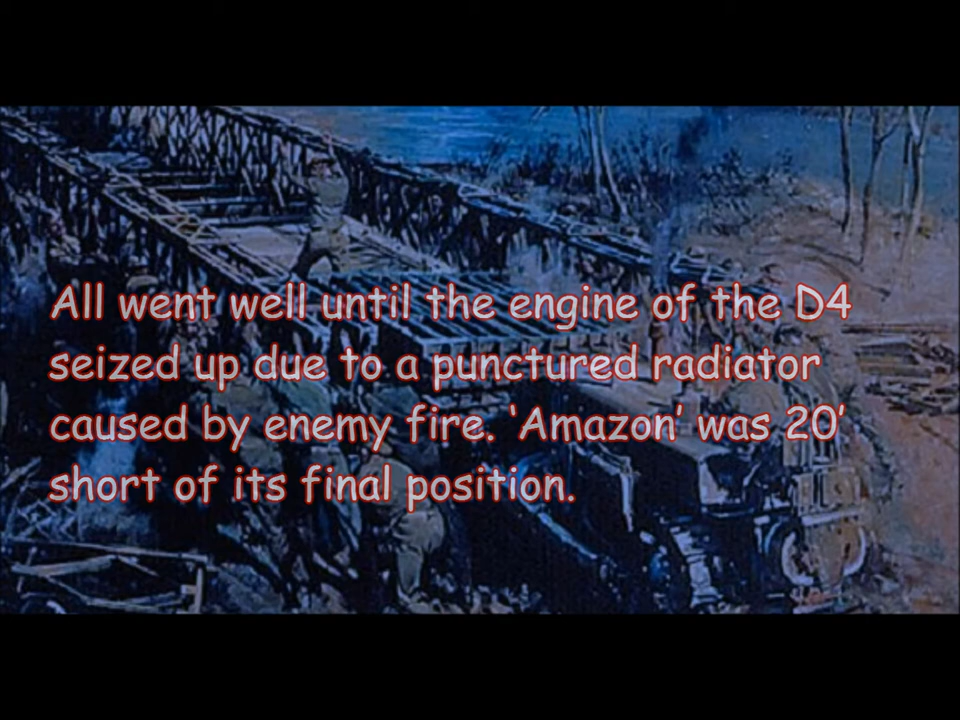 All went well until the engine of the D4
seized up due to a punctured radiator
caused by enemy fire. ‘Amazon’ was 20’
short of its final position.